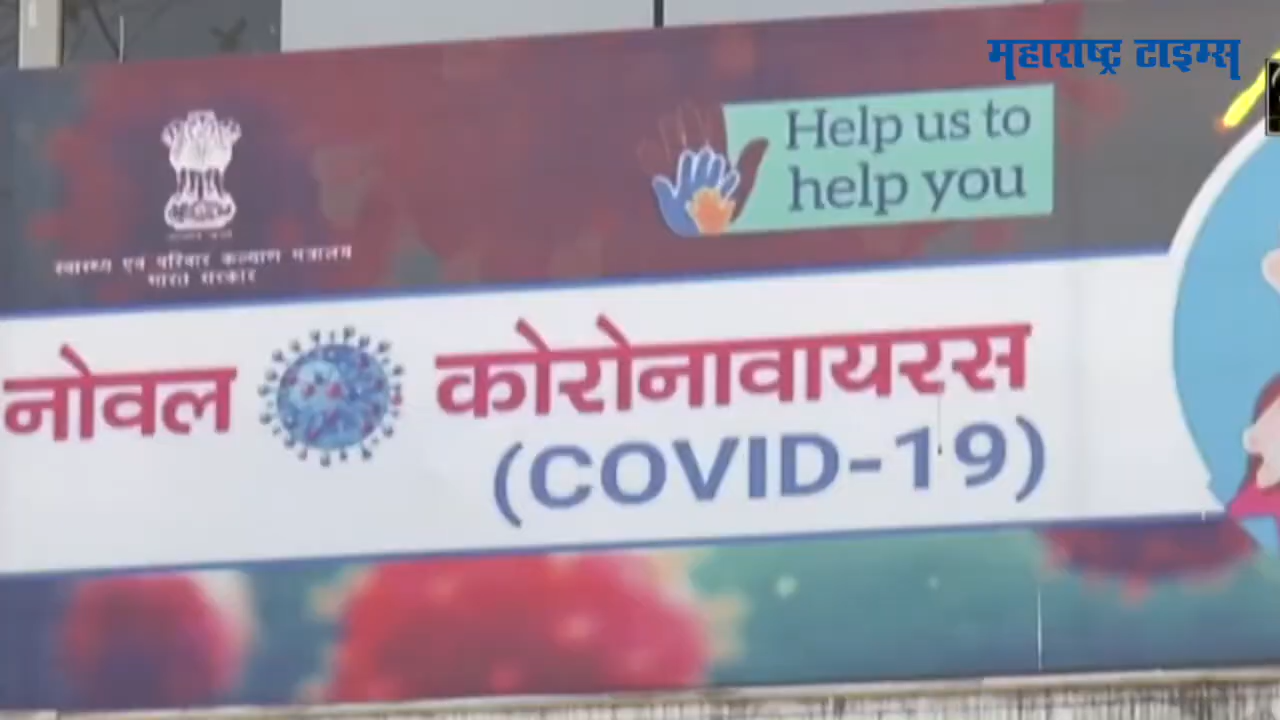 महाराष्ट्र टाइम्स
Help us to
help you
स्वास्थ्य एवं परिवार कल्याण मंत्रालय
भारत सरकार
नोवल कोरोनावायरस
(COVID-19)